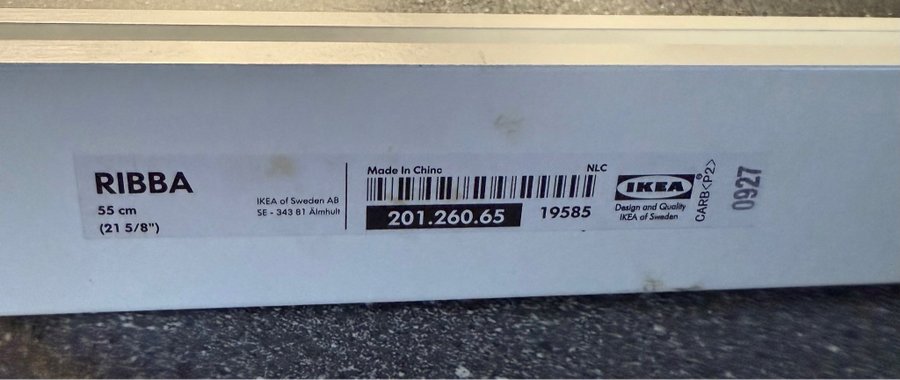 RIBBA
55 cm
(21 5/8")
IKEA of Sweden AB
SE - 343 81 Älmhult
Made In China
NLC
201.260.65
19585
IKEA
Design and Quality
IKEA of Sweden
CARB<P2>
0927